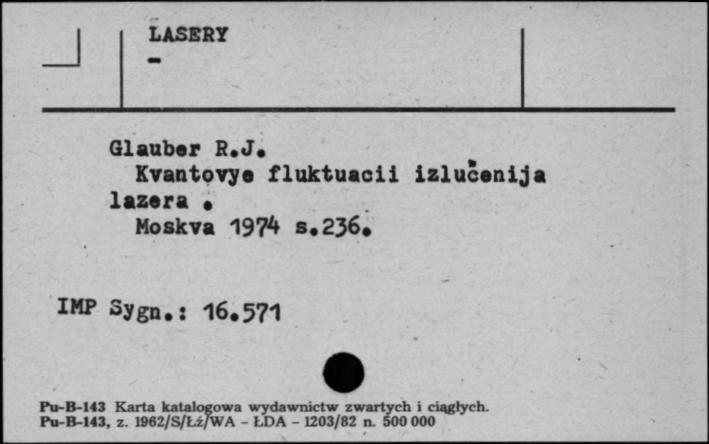 LASERY
-
Glauber R.J.
Kvantovye fluktuacii izlučenija
lazera .
Moskva 1974 s.236.
IMP Sygn.: 16.571
Pu-B-143 Karta katalogowa wydawnictw zwartych i ciągłych.
Pu-B-143, z. 1962/S/Łź/WA - ŁDA - 1203/82 n. 500 000